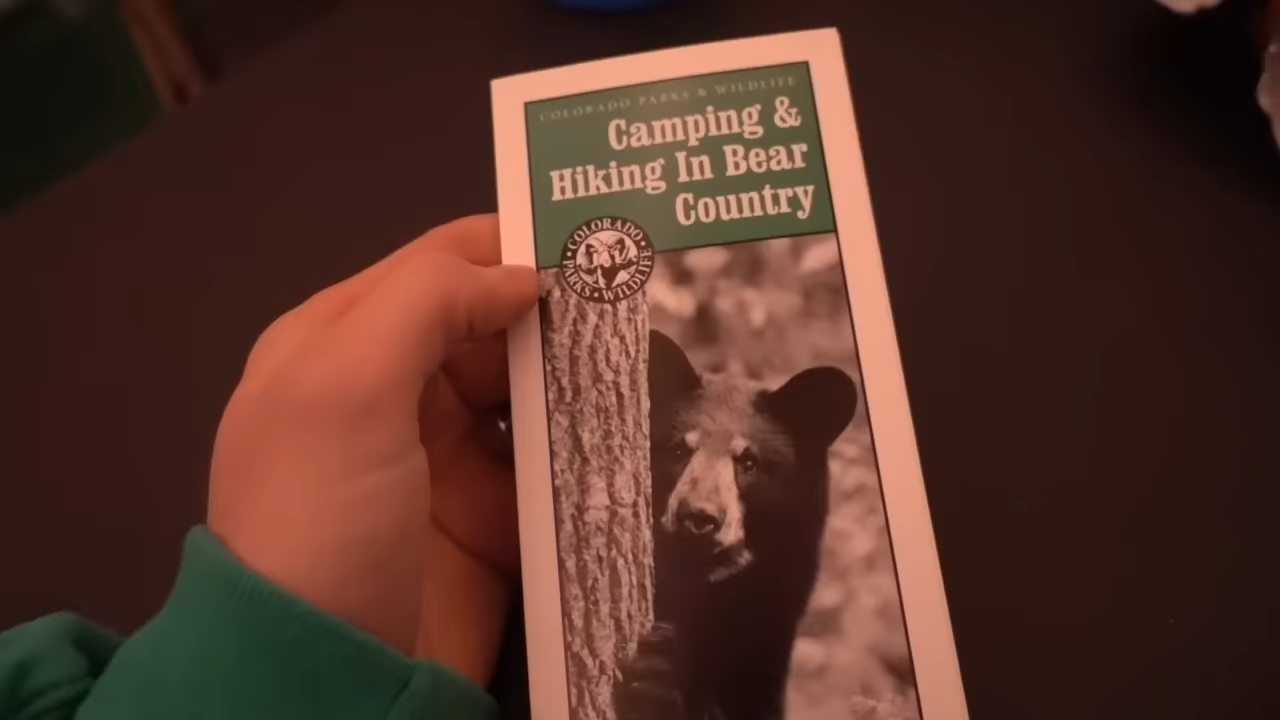 COLORADO PARKS & WILDLIFE
Camping &
Hiking In Bear
Country
COLORADO
PARKS • WILDLIFE